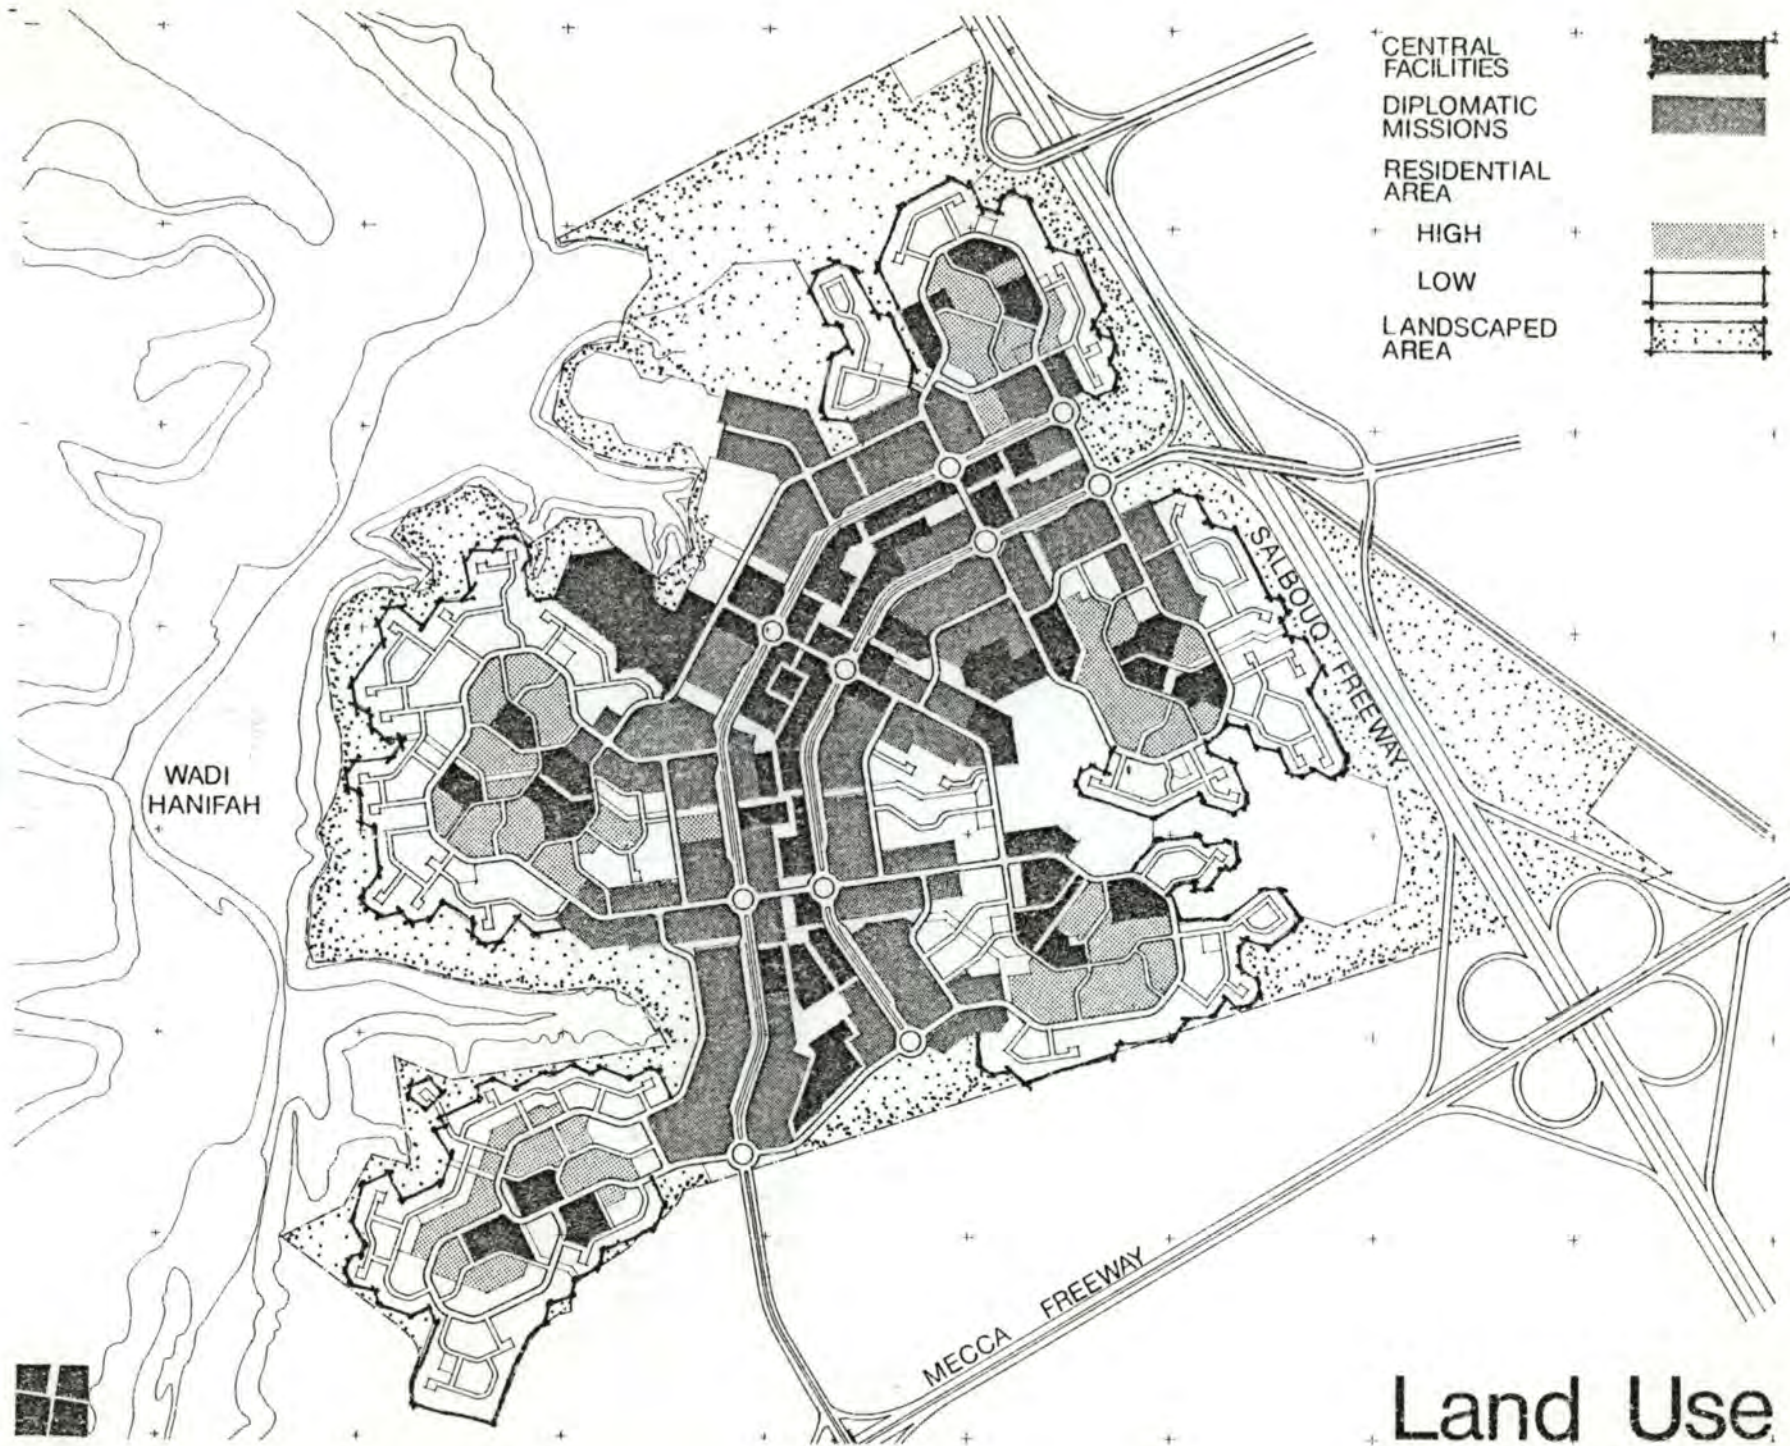 CENTRAL
FACILITIES
DIPLOMATIC
MISSIONS
RESIDENTIAL
AREA
HIGH
LOW
LANDSCAPED
AREA
SALBOUQ FREEWAY
WADI
HANIFAH
MECCA FREEWAY
Land Use